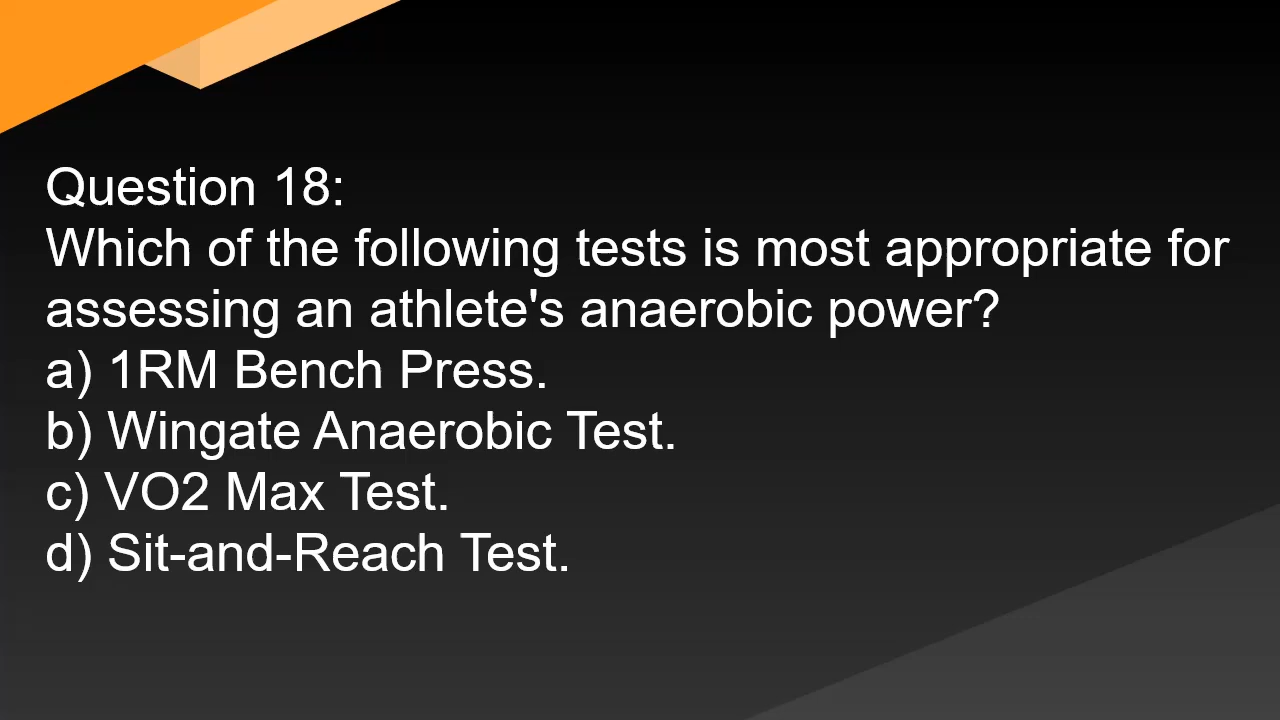 Question 18:
Which of the following tests is most appropriate for
assessing an athlete's anaerobic power?
a) 1RM Bench Press.
b) Wingate Anaerobic Test.
c) VO2 Max Test.
d) Sit-and-Reach Test.